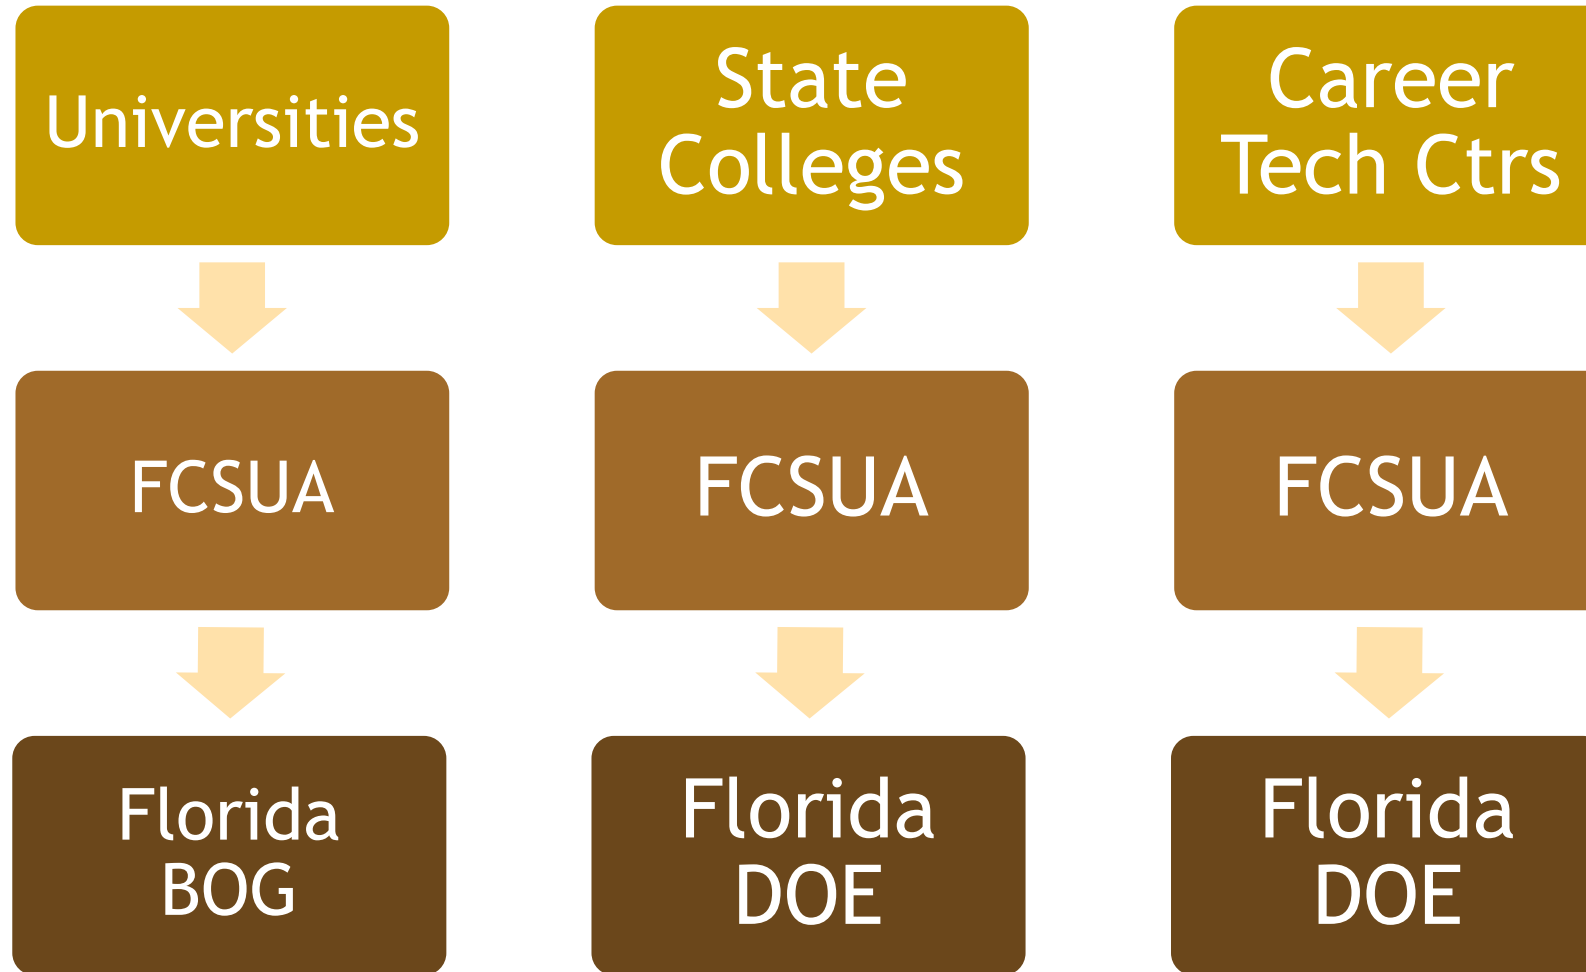 Universities
State
Colleges
Career
Tech Ctrs
FCSUA
FCSUA
FCSUA
Florida
BOG
Florida
DOE
Florida
DOE